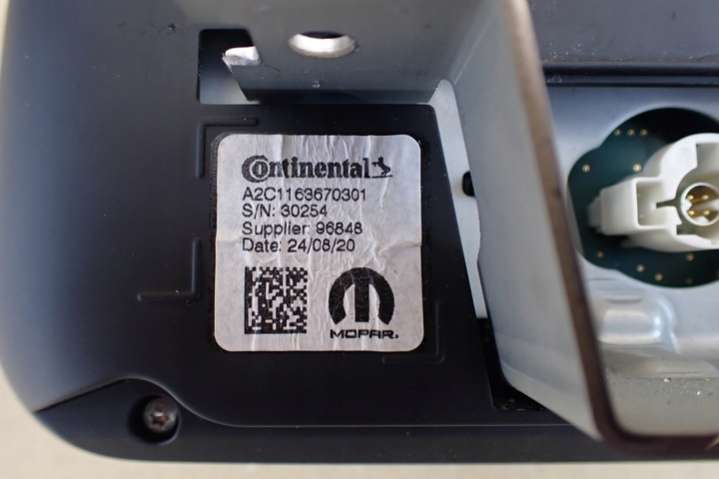 Continental
A2C1163670301
S/N: 30254
Supplier: 96848
Date: 24/08/20
MOPAR.